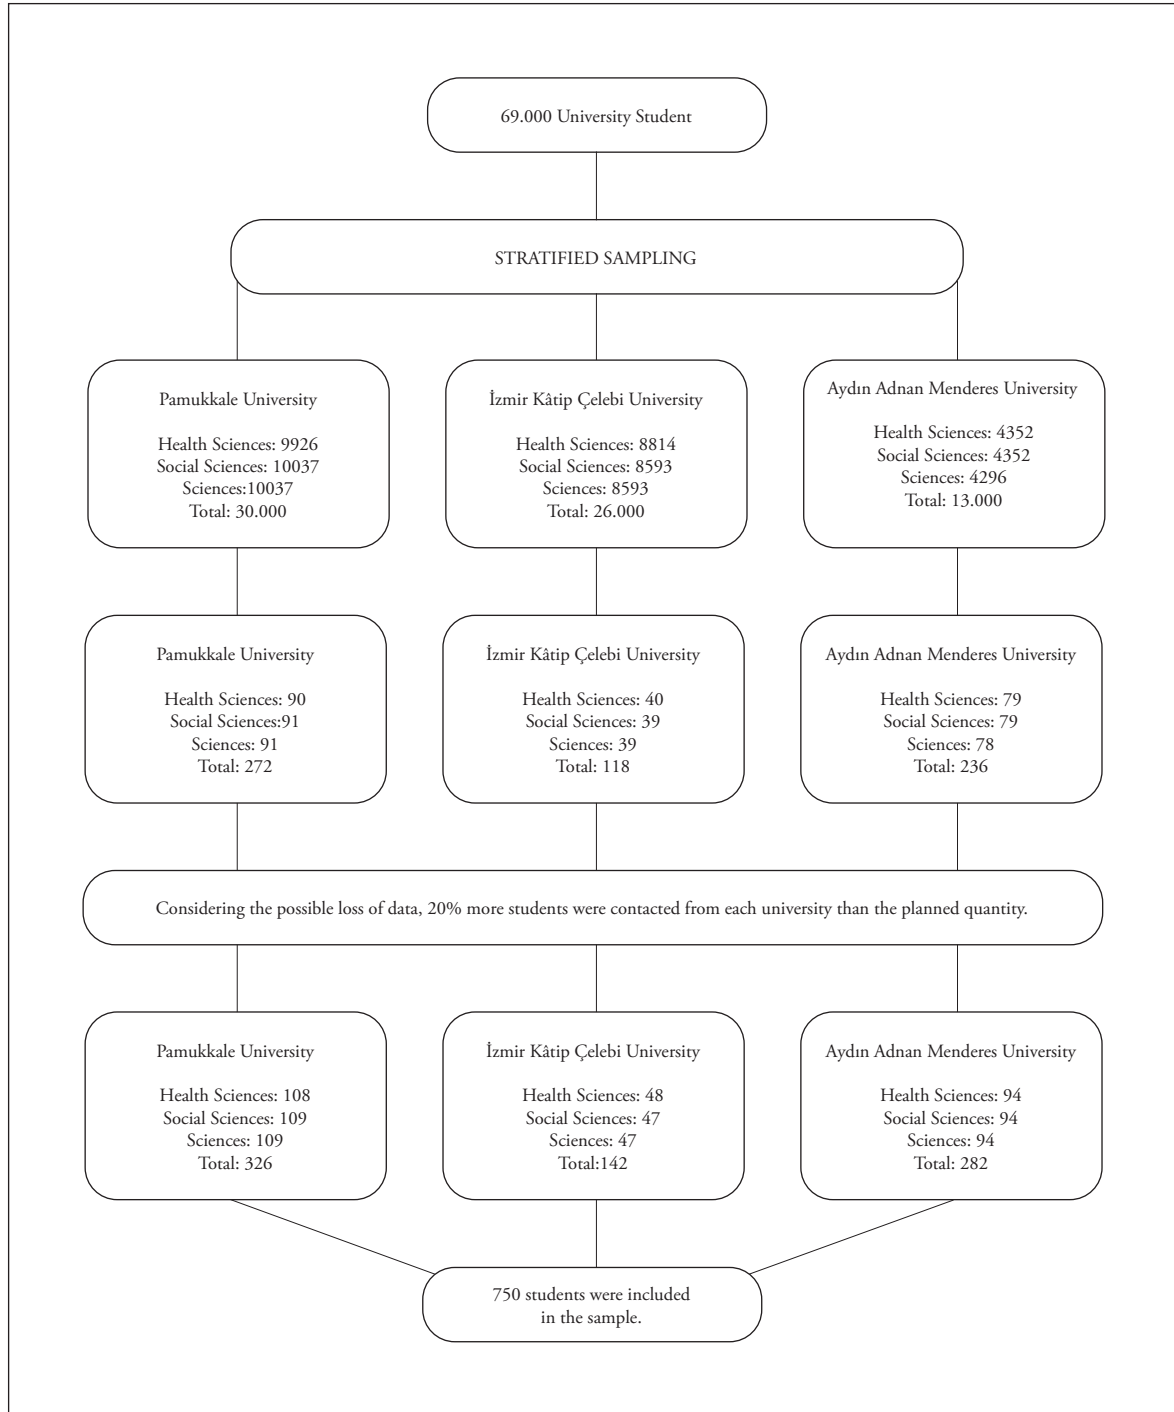 69.000 University Student
STRATIFIED SAMPLING
Pamukkale University
Health Sciences: 9926
Social Sciences: 10037
Sciences:10037
Total: 30.000
İzmir Kâtip Çelebi University
Health Sciences: 8814
Social Sciences: 8593
Sciences: 8593
Total: 26.000
Aydın Adnan Menderes University
Health Sciences: 4352
Social Sciences: 4352
Sciences: 4296
Total: 13.000
Pamukkale University
Health Sciences: 90
Social Sciences:91
Sciences: 91
Total: 272
İzmir Kâtip Çelebi University
Health Sciences: 40
Social Sciences: 39
Sciences: 39
Total: 118
Aydın Adnan Menderes University
Health Sciences: 79
Social Sciences: 79
Sciences: 78
Total: 236
Considering the possible loss of data, 20% more students were contacted from each university than the planned quantity.
Pamukkale University
Health Sciences: 108
Social Sciences: 109
Sciences: 109
Total: 326
İzmir Kâtip Çelebi University
Health Sciences: 48
Social Sciences: 47
Sciences: 47
Total:142
Aydın Adnan Menderes University
Health Sciences: 94
Social Sciences: 94
Sciences: 94
Total: 282
750 students were included
in the sample.